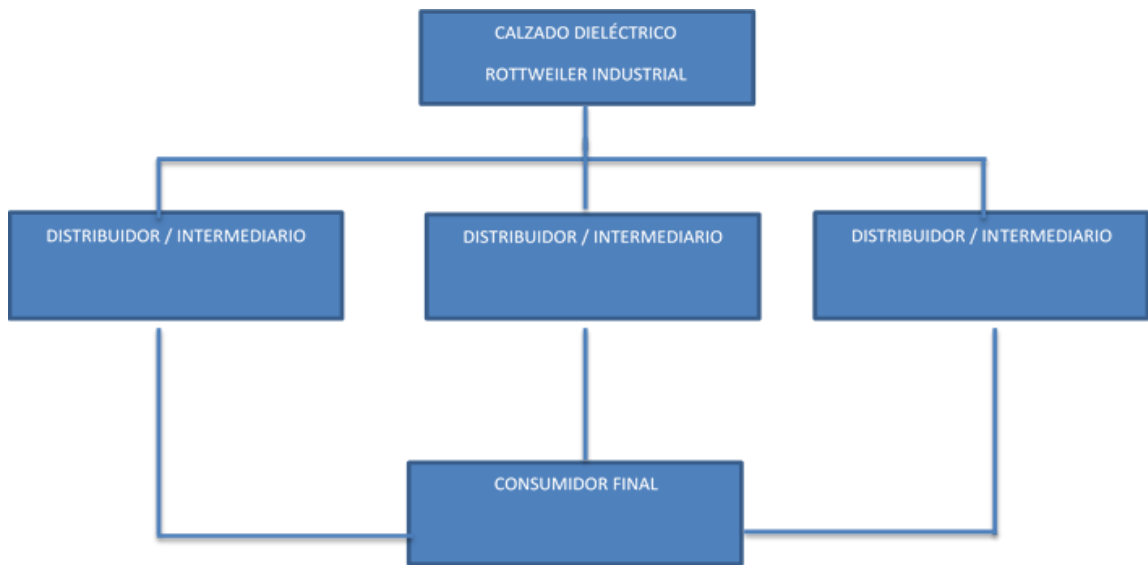 CALZADO DIELÉCTRICO
ROTTWEILER INDUSTRIAL
DISTRIBUIDOR / INTERMEDIARIO
DISTRIBUIDOR / INTERMEDIARIO
DISTRIBUIDOR / INTERMEDIARIO
CONSUMIDOR FINAL